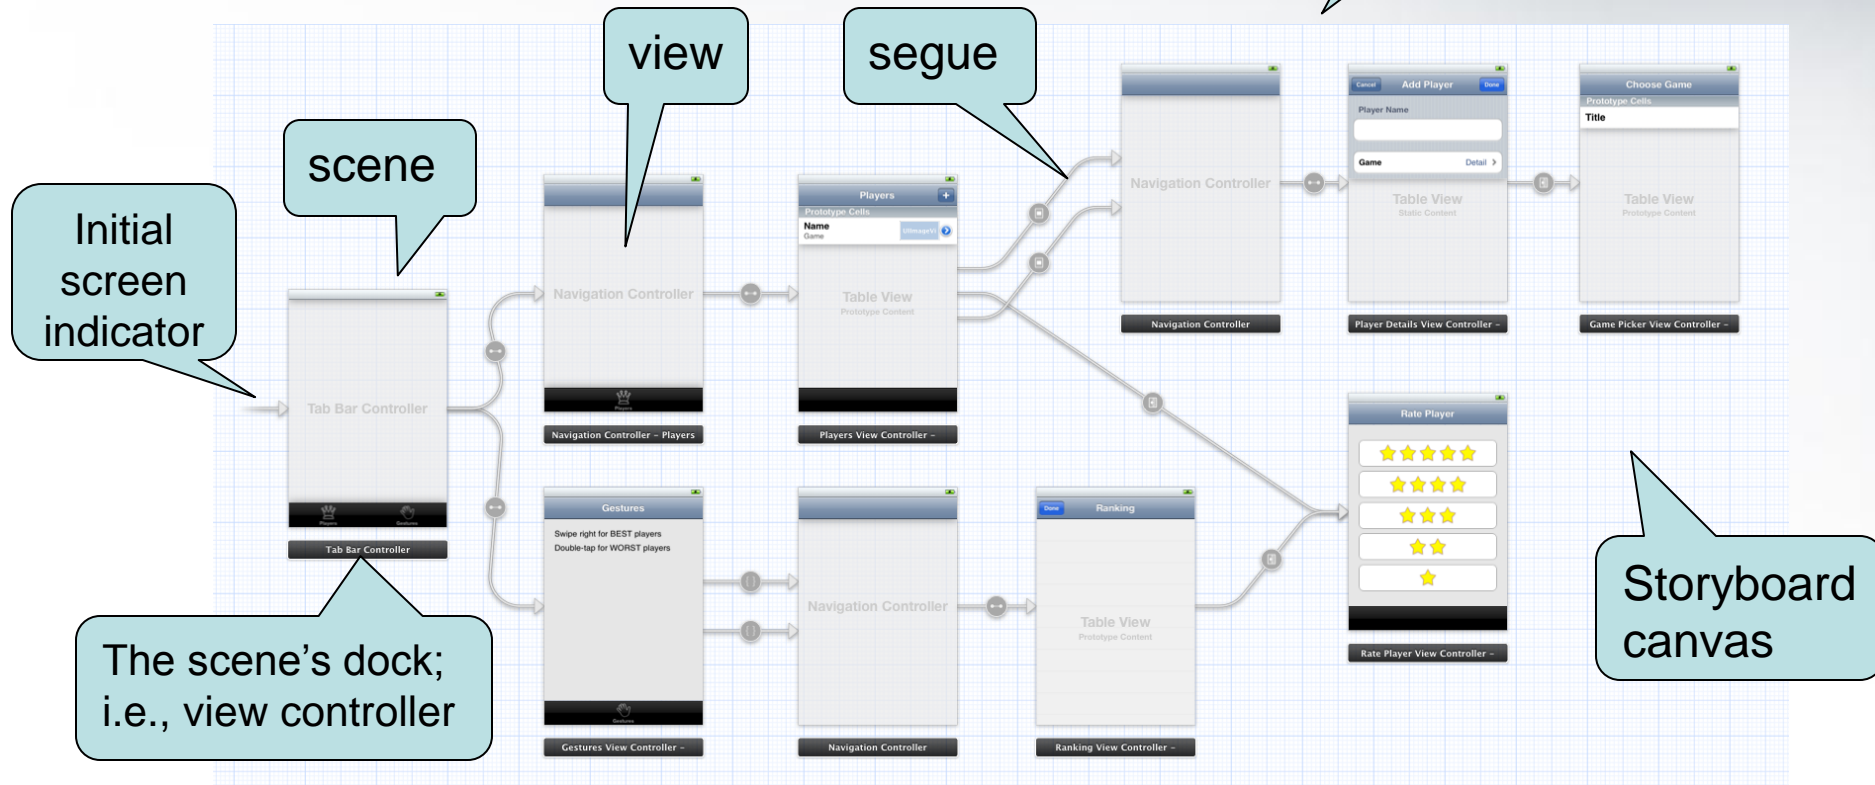 view
segue
scene
Initial
screen
indicator
The scene’s dock;
i.e., view controller
Storyboard
canvas
Tab Bar Controller
Players
Gestures
Tab Bar Controller
Navigation Controller
Players
Navigation Controller – Players
Players
+
Prototype Cells
Name
Game
UIImageVi
Table View
Prototype Content
Players View Controller –
Navigation Controller
Navigation Controller
Cancel
Add Player
Done
Player Name
Game
Detail
Table View
Static Content
Player Details View Controller –
Choose Game
Prototype Cells
Title
Table View
Prototype Content
Game Picker View Controller –
Gestures
Swipe right for BEST players
Double-tap for WORST players
Gestures
Gestures View Controller –
Navigation Controller
Navigation Controller
Done
Ranking
Table View
Prototype Content
Ranking View Controller –
Rate Player
Rate Player View Controller –